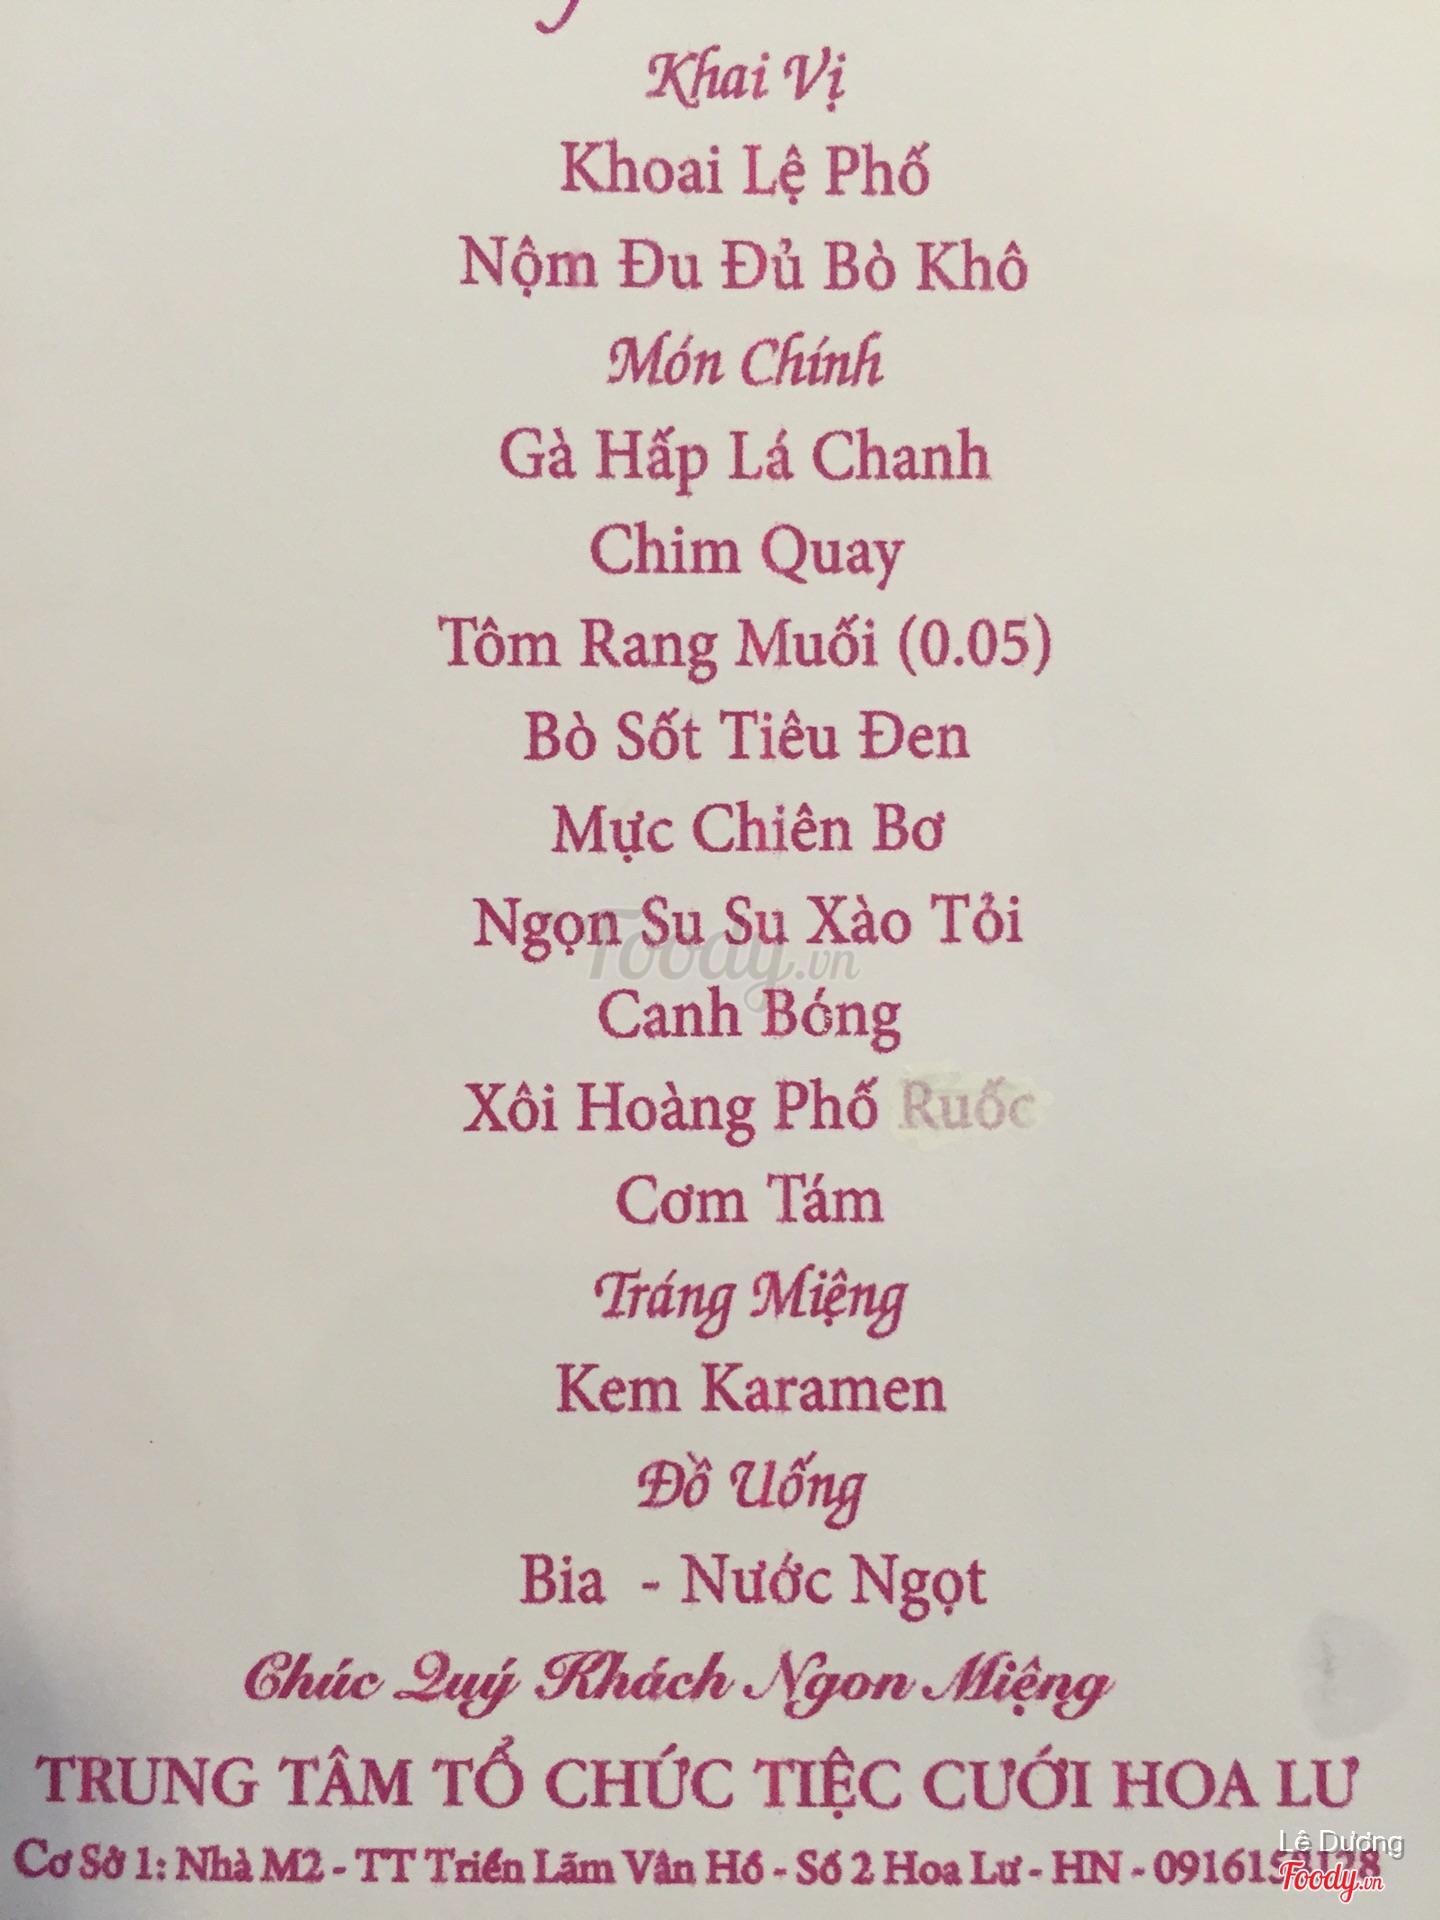 Khai Vị
Khoai Lệ Phố
Nộm Đu Đủ Bò Khô
Món Chính
Gà Hấp Lá Chanh
Chim Quay
Tôm Rang Muối (0.05)
Bò Sốt Tiêu Đen
Mực Chiên Bơ
Ngọn Su Su Xào Tỏi
Foody.vn
Canh Bóng
Xôi Hoàng Phố Ruốc
Cơm Tám
Tráng Miệng
Kem Karamen
Đồ Uống
Bia - Nước Ngọt
Chúc Quý Khách Ngon Miệng
TRUNG TÂM TỔ CHỨC TIỆC CƯỚI HOA LƯ
Lê Dương
Cơ Sở 1: Nhà M2 - TT Triển Lãm Vân Hồ - Số 2 Hoa Lư - HN -
Foody.vn